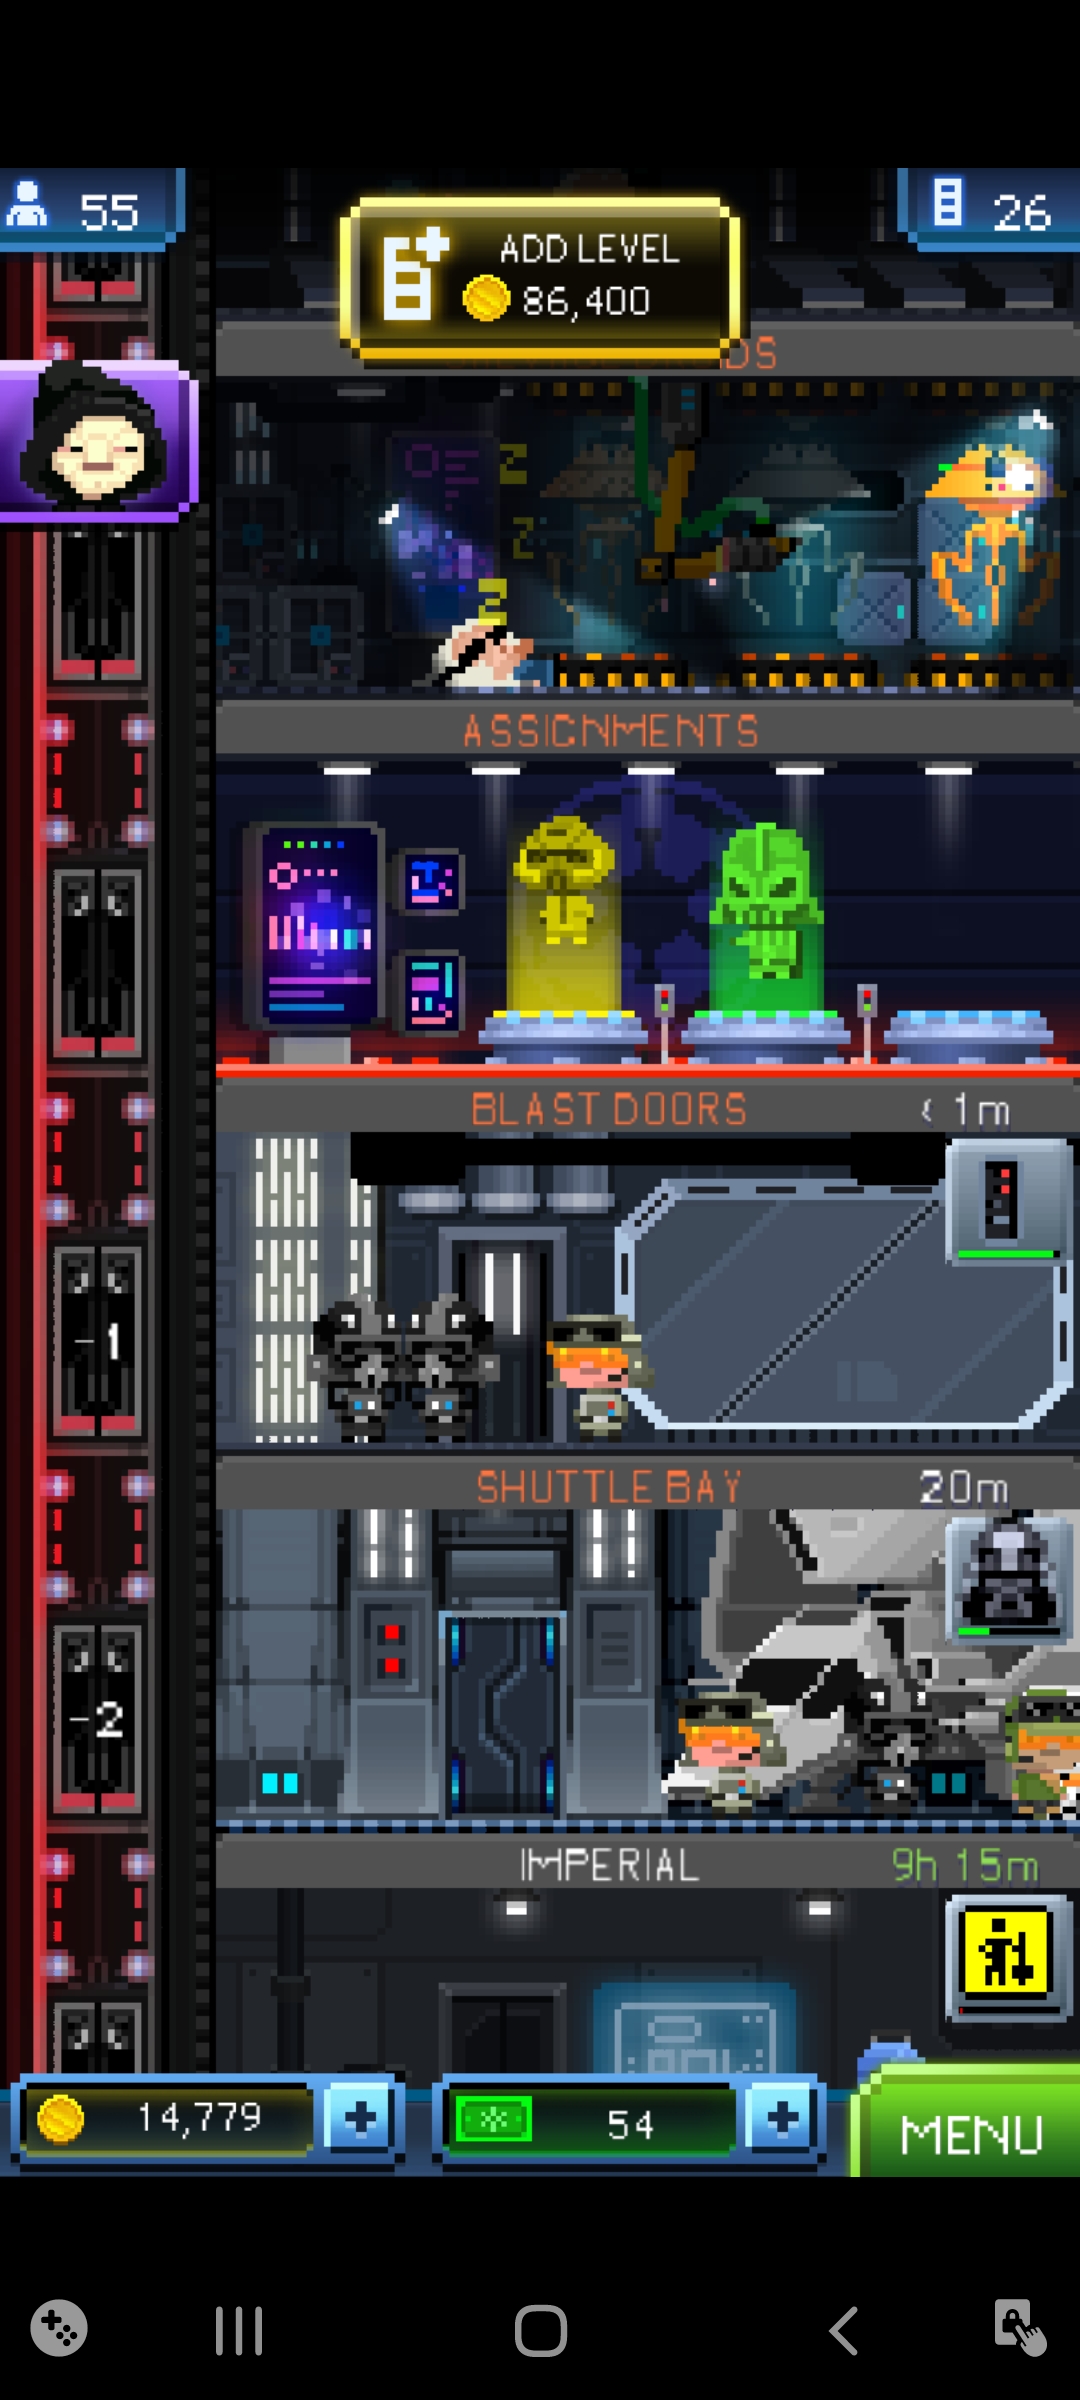 55
ADD LEVEL
86,400
26
Z
Z
Z
ASSIGNMENTS
BLAST DOORS < 1m
-1
SHUTTLE BAY 20m
-2
IMPERIAL 9h 15m
14,779
54
MENU